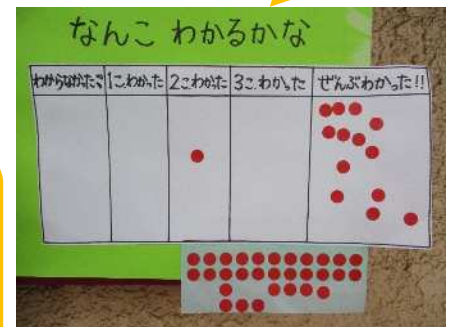 なんこ わかるかな
わからなかった
1こ わかった
2こ わかった
3こ わかった
ぜんぶわかった!!